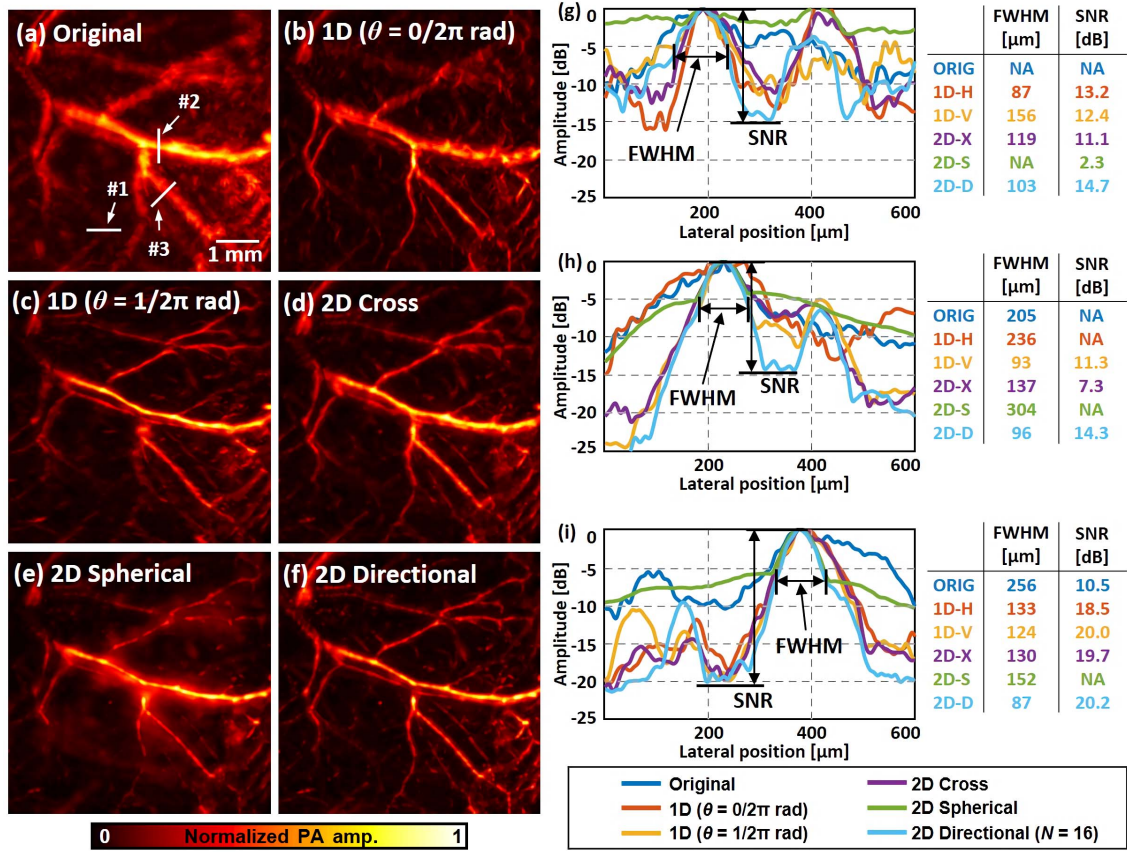 (a) Original
#2
#1
#3
1 mm
(b) 1D (θ = 0/2π rad)
(c) 1D (θ = 1/2π rad)
(d) 2D Cross
(e) 2D Spherical
(f) 2D Directional
0 Normalized PA amp. 1
(g)
Amplitude [dB]
0
-5
-10
-15
-20
-25
FWHM
SNR
200 400 600
Lateral position [µm]
FWHM SNR
[µm] [dB]
ORIG NA NA
1D-H 87 13.2
1D-V 156 12.4
2D-X 119 11.1
2D-S NA 2.3
2D-D 103 14.7
(h)
Amplitude [dB]
0
-5
-10
-15
-20
-25
FWHM
SNR
200 400 600
Lateral position [µm]
FWHM SNR
[µm] [dB]
ORIG 205 NA
1D-H 236 NA
1D-V 93 11.3
2D-X 137 7.3
2D-S 304 NA
2D-D 96 14.3
(i)
Amplitude [dB]
0
-5
-10
-15
-20
-25
FWHM
SNR
200 400 600
Lateral position [µm]
FWHM SNR
[µm] [dB]
ORIG 256 10.5
1D-H 133 18.5
1D-V 124 20.0
2D-X 130 19.7
2D-S 152 NA
2D-D 87 20.2
Original
1D (θ = 0/2π rad)
1D (θ = 1/2π rad)
2D Cross
2D Spherical
2D Directional (N = 16)